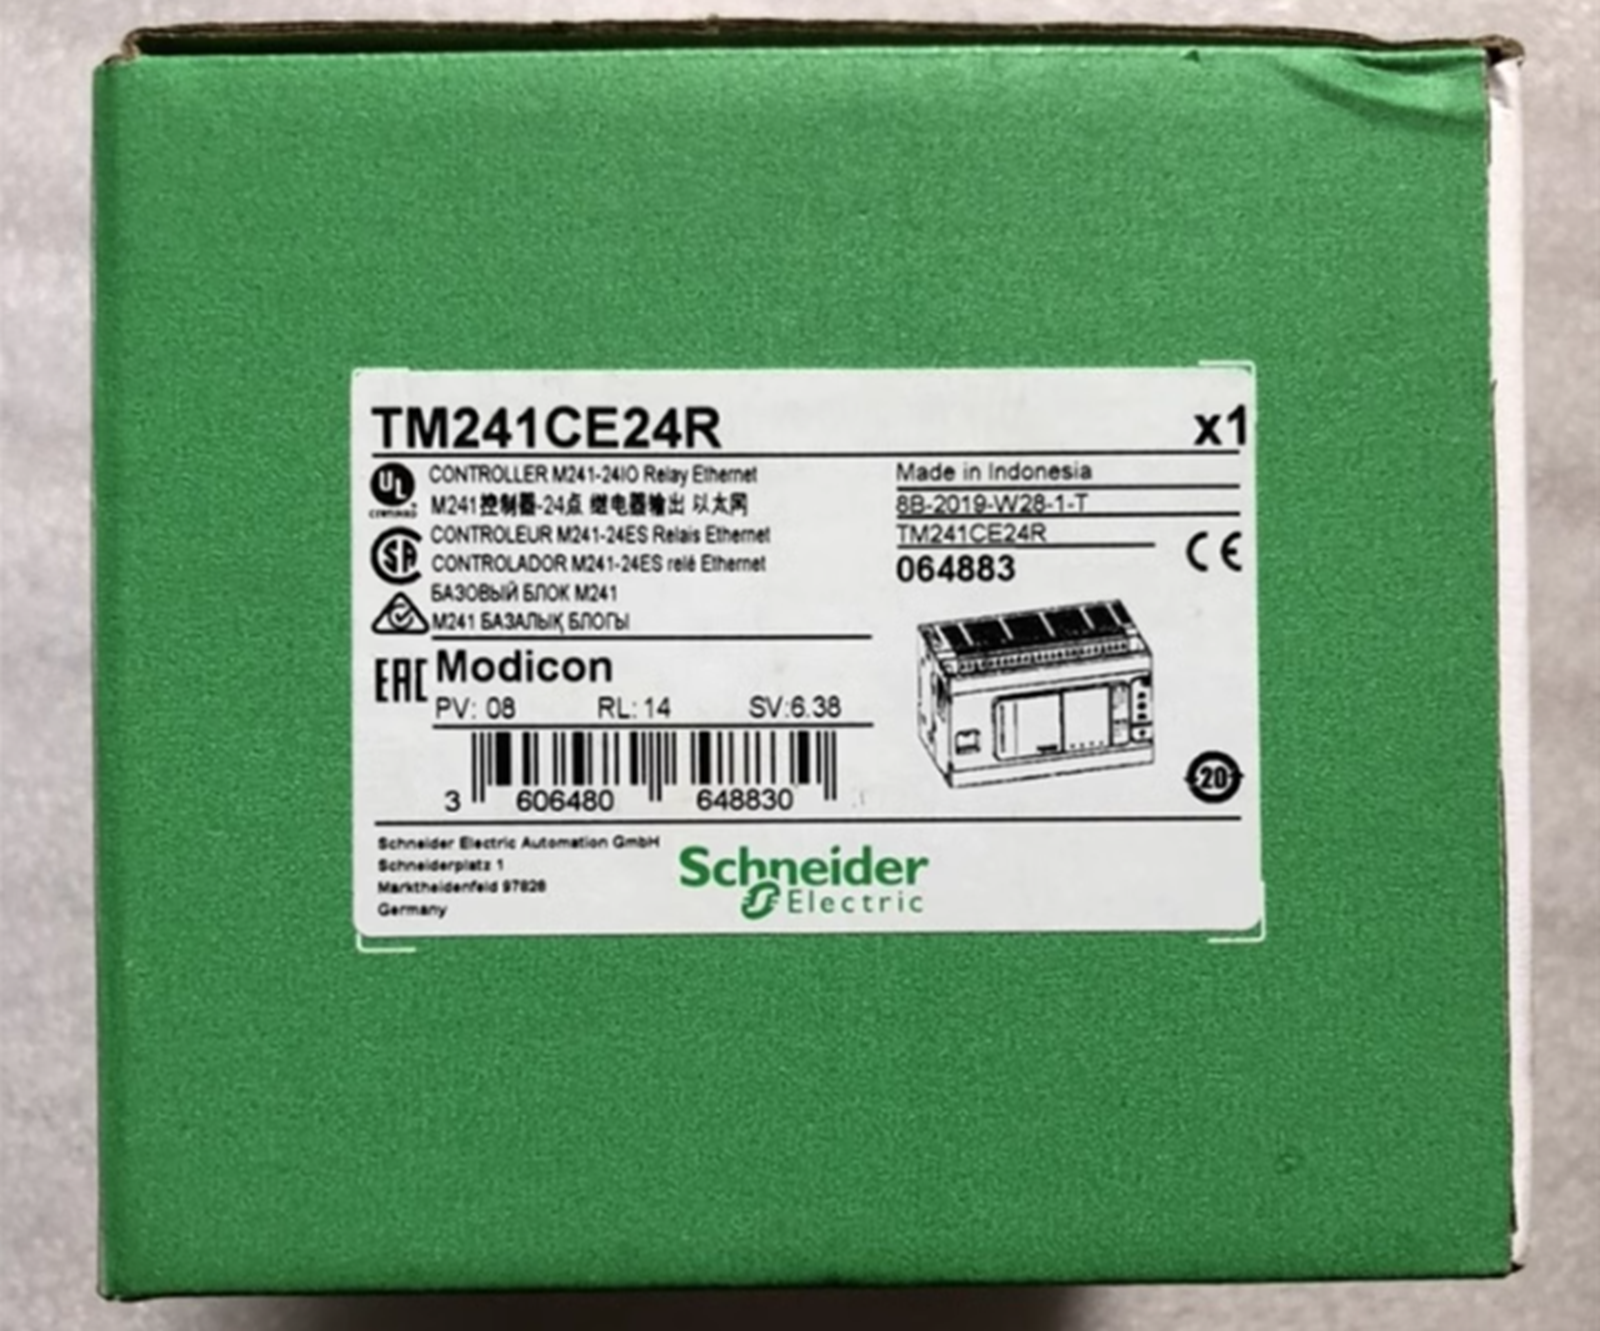 TM241CE24R x1
CONTROLLER M241-24IO Relay Ethernet
M241控制器-24点 继电器输出 以太网
CONTROLEUR M241-24ES Relais Ethernet
CONTROLADOR M241-24ES relé Ethernet
БАЗОВЫЙ БЛОК M241
M241 БАЗАЛЫҚ БЛОГЫ
UL
CERTIFIED
SA
EAC
Modicon
PV: 08 RL: 14 SV:6.38
3 606480 648830
Made in Indonesia
8B-2019-W28-1-T
TM241CE24R
064883
CE
20
Schneider Electric Automation GmbH
Schneiderplatz 1
Marktheidenfeld 97828
Germany
Schneider
Electric